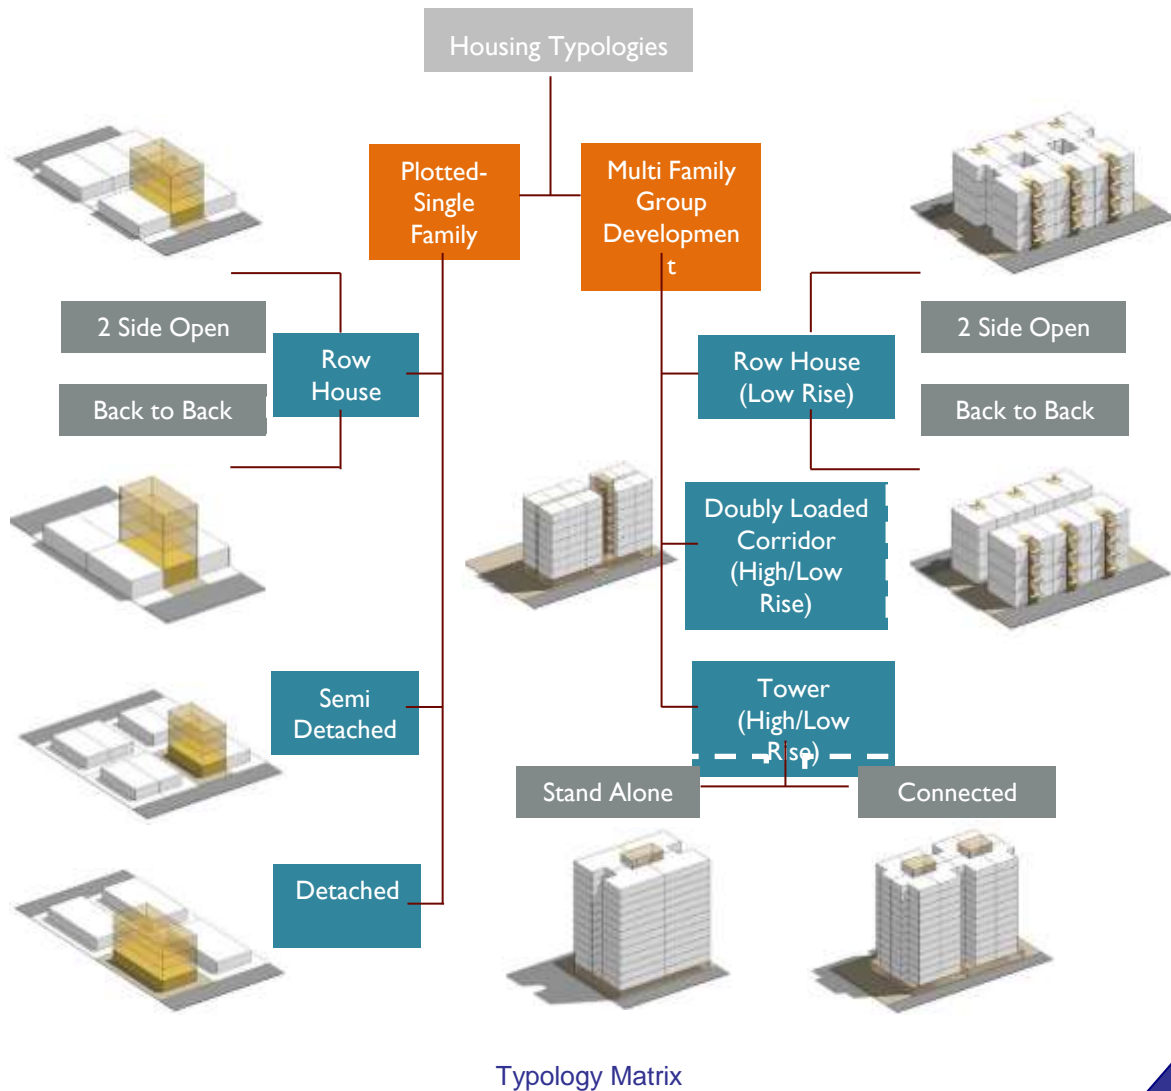 Housing Typologies
Plotted-
Single
Family
Multi Family
Group
Developmen
t
2 Side Open
Back to Back
Row
House
Row House
(Low Rise)
2 Side Open
Back to Back
Doubly Loaded
Corridor
(High/Low
Rise)
Semi
Detached
Tower
(High/Low
Rise)
Stand Alone
Connected
Detached
Typology Matrix